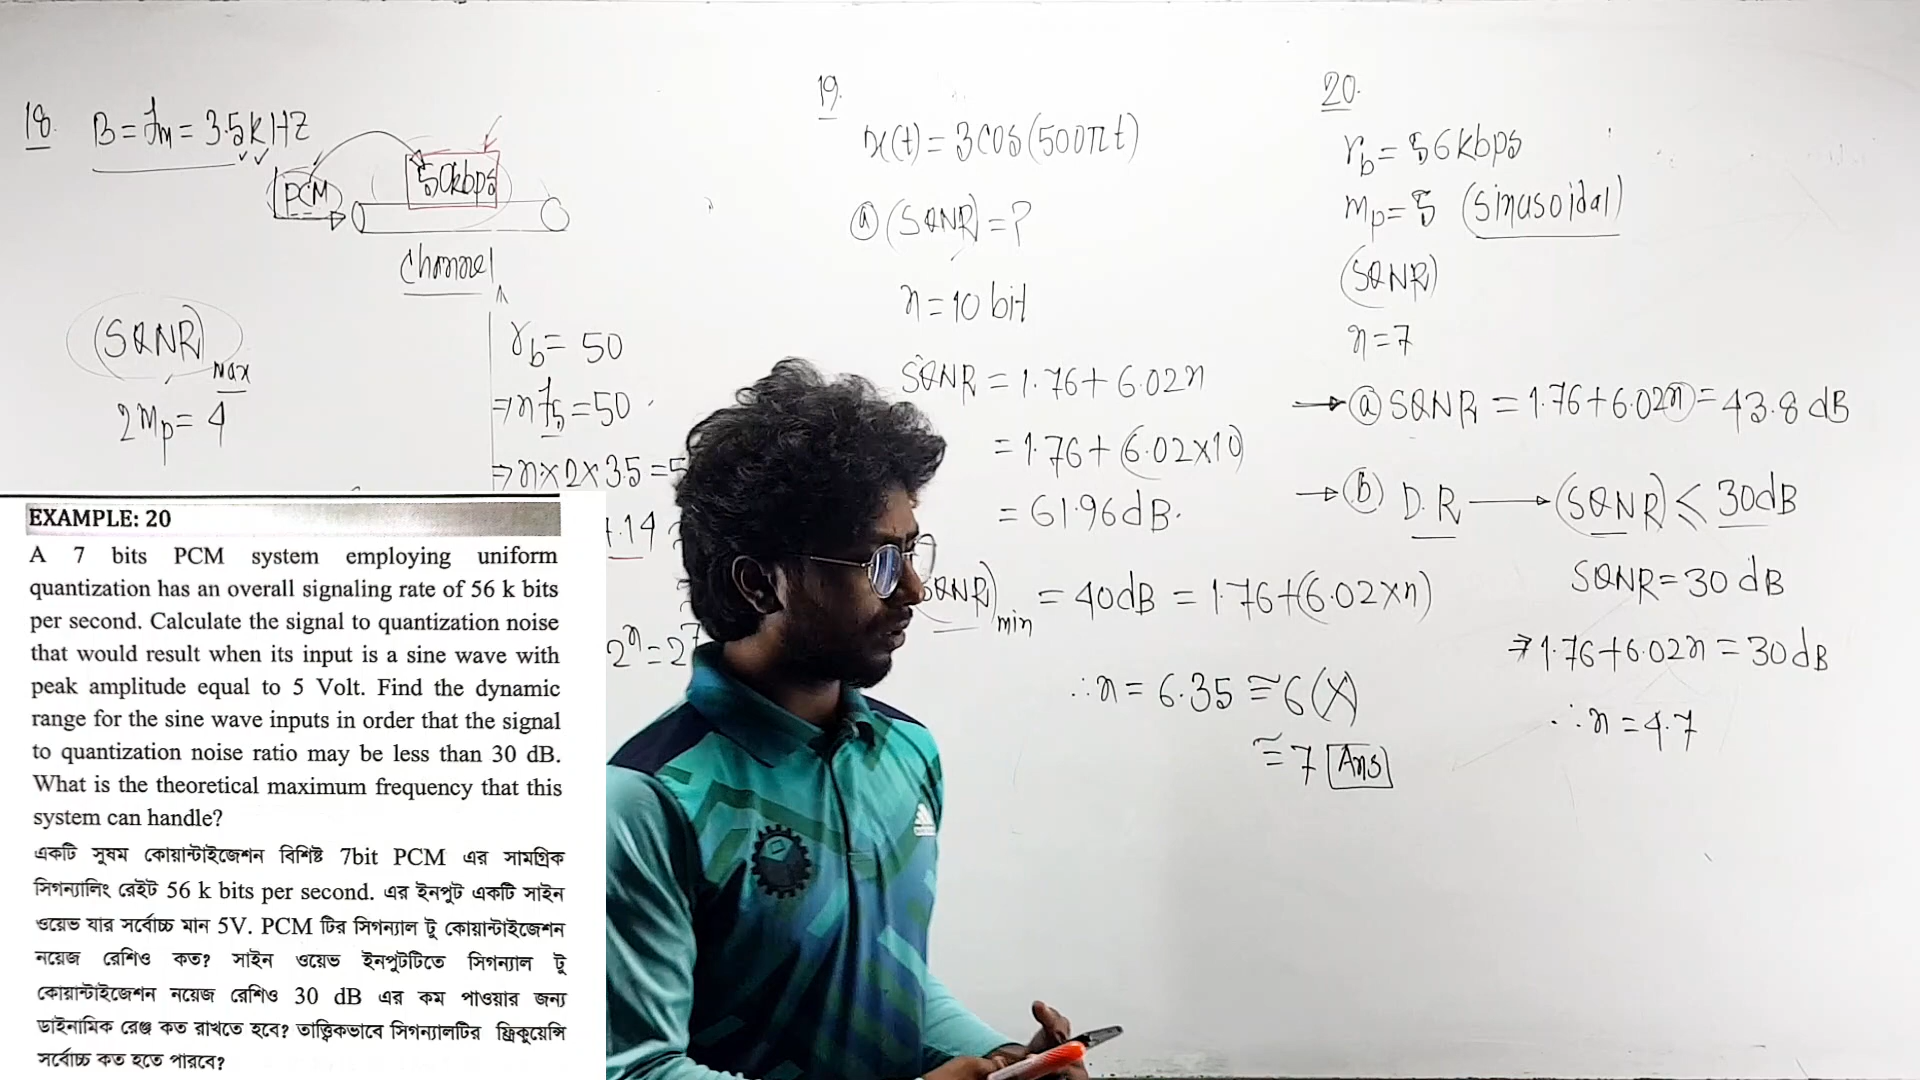 18. B = fm = 3.5kHZ
PCM
50kbps
Channel
(SQNR)
Max
2mp = 4
rb = 50
⇒ nfs = 50
⇒ n×2×3.5 = 5
.14
2^n = 2^7
19.
x(t) = 3cos(500πt)
ⓐ (SQNR) = ?
n = 10 bit
SQNR = 1.76 + 6.02n
= 1.76 + (6.02×10)
= 61.96dB.
QNR)min = 40dB = 1.76+(6.02×n)
∴ n = 6.35 ≅ 6 (X)
≅ 7 Ans
20.
rb = 56kbps
mp = 5 (Sinusoidal)
(SQNR)
n = 7
→ ⓐ SQNR = 1.76+6.02n = 43.8 dB
→ ⓑ D.R → (SQNR) ≤ 30dB
SQNR = 30 dB
⇒ 1.76+6.02n = 30dB
∴ n = 4.7
EXAMPLE: 20
A 7 bits PCM system employing uniform
quantization has an overall signaling rate of 56 k bits
per second. Calculate the signal to quantization noise
that would result when its input is a sine wave with
peak amplitude equal to 5 Volt. Find the dynamic
range for the sine wave inputs in order that the signal
to quantization noise ratio may be less than 30 dB.
What is the theoretical maximum frequency that this
system can handle?
একটি সুষম কোয়ান্টাইজেশন বিশিষ্ট 7bit PCM এর সামগ্রিক
সিগন্যালিং রেইট 56 k bits per second. এর ইনপুট একটি সাইন
ওয়েভ যার সর্বোচ্চ মান 5V. PCM টির সিগন্যাল টু কোয়ান্টাইজেশন
নয়েজ রেশিও কত? সাইন ওয়েভ ইনপুটটিতে সিগন্যাল টু
কোয়ান্টাইজেশন নয়েজ রেশিও 30 dB এর কম পাওয়ার জন্য
ডাইনামিক রেঞ্জ কত রাখতে হবে? তাত্ত্বিকভাবে সিগন্যালটির ফ্রিকুয়েন্সি
সর্বোচ্চ কত হতে পারবে?